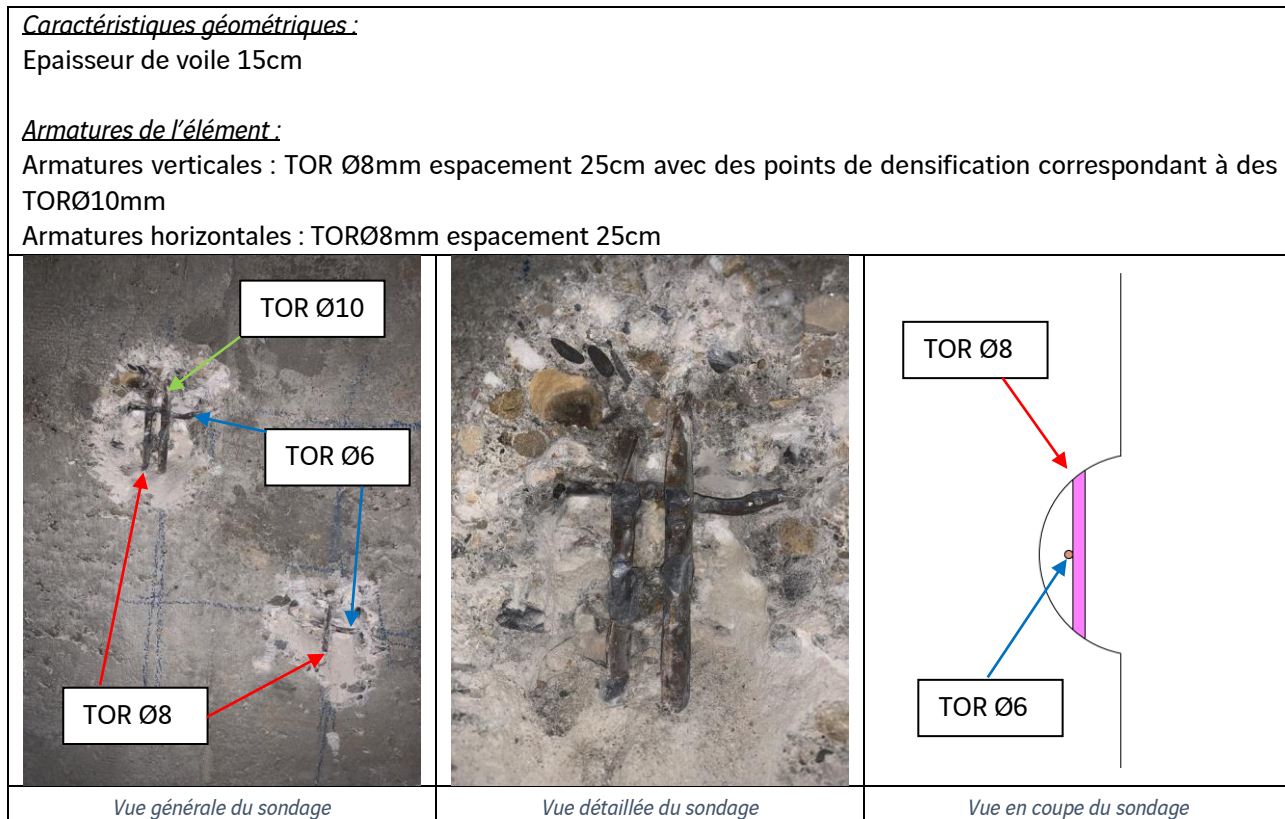 Caractéristiques géométriques :
Epaisseur de voile 15cm
Armatures de l'élément :
Armatures verticales : TOR Ø8mm espacement 25cm avec des points de densification correspondant à des
TORØ10mm
Armatures horizontales : TORØ8mm espacement 25cm
TOR Ø10
TOR Ø6
TOR Ø8
Vue générale du sondage
Vue détaillée du sondage
TOR Ø8
TOR Ø6
Vue en coupe du sondage